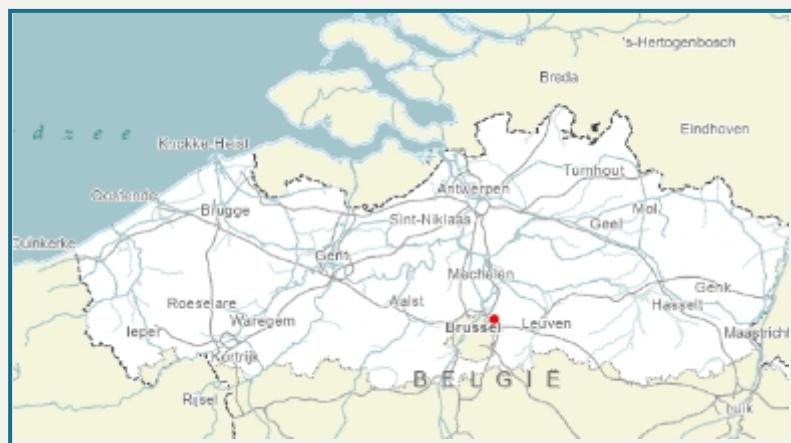 's-Hertogenbosch
Breda
Eindhoven
d z e e
Knokke-Heist
Turnhout
Oostende
Antwerpen
Brugge
Mol
Sint-Niklaas
Geel
Duinkerke
Gent
Mechelen
Genk
Roeselare
Aalst
Hasselt
Ieper
Waregem
Brussel
Leuven
Maastricht
Kortrijk
BELGIË
Rijsel
Luik